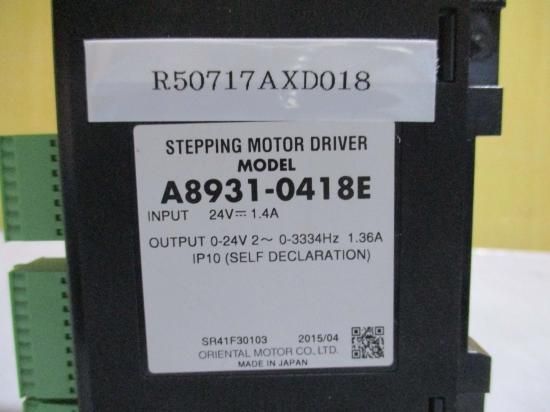 R50717AXD018
STEPPING MOTOR DRIVER
MODEL
A8931-0418E
INPUT 24V⎓ 1.4A
OUTPUT 0-24V 2～ 0-3334Hz 1.36A
IP10 (SELF DECLARATION)
SR41F30103 2015/04
ORIENTAL MOTOR CO.,LTD.
MADE IN JAPAN